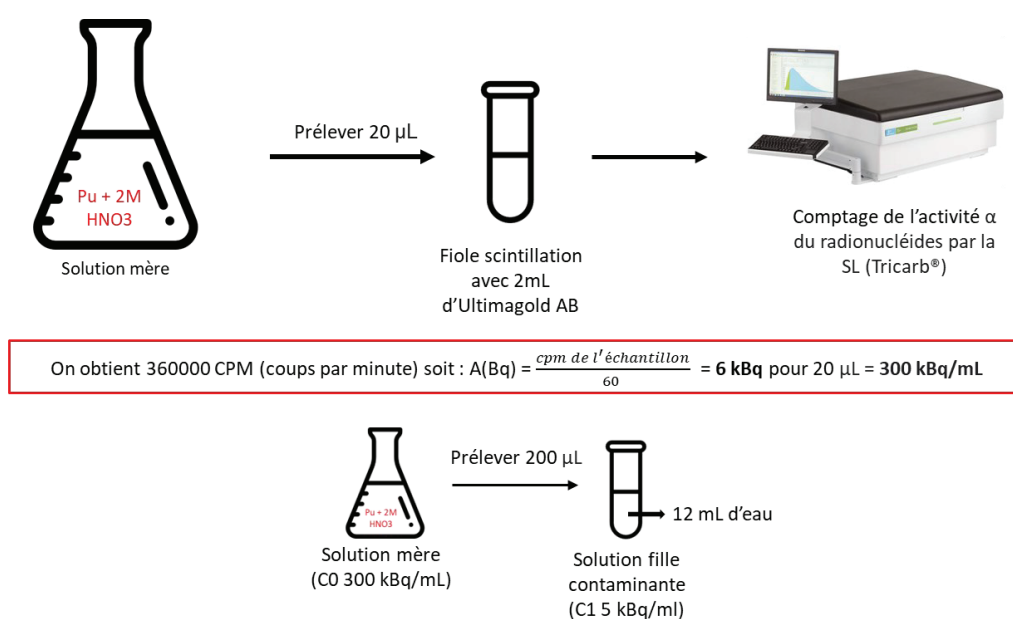 Prélever 20 µL
Pu + 2M
HNO3
Solution mère
Fiole scintillation
avec 2mL
d'Ultimagold AB
Comptage de l'activité α
du radionucléides par la
SL (Tricarb®)
On obtient 360000 CPM (coups par minute) soit : A(Bq) = cpm de l'échantillon / 60 = 6 kBq pour 20 µL = 300 kBq/mL
Prélever 200 µL
Pu + 2M
HNO3
12 mL d'eau
Solution mère
(C0 300 kBq/mL)
Solution fille
contaminante
(C1 5 kBq/ml)